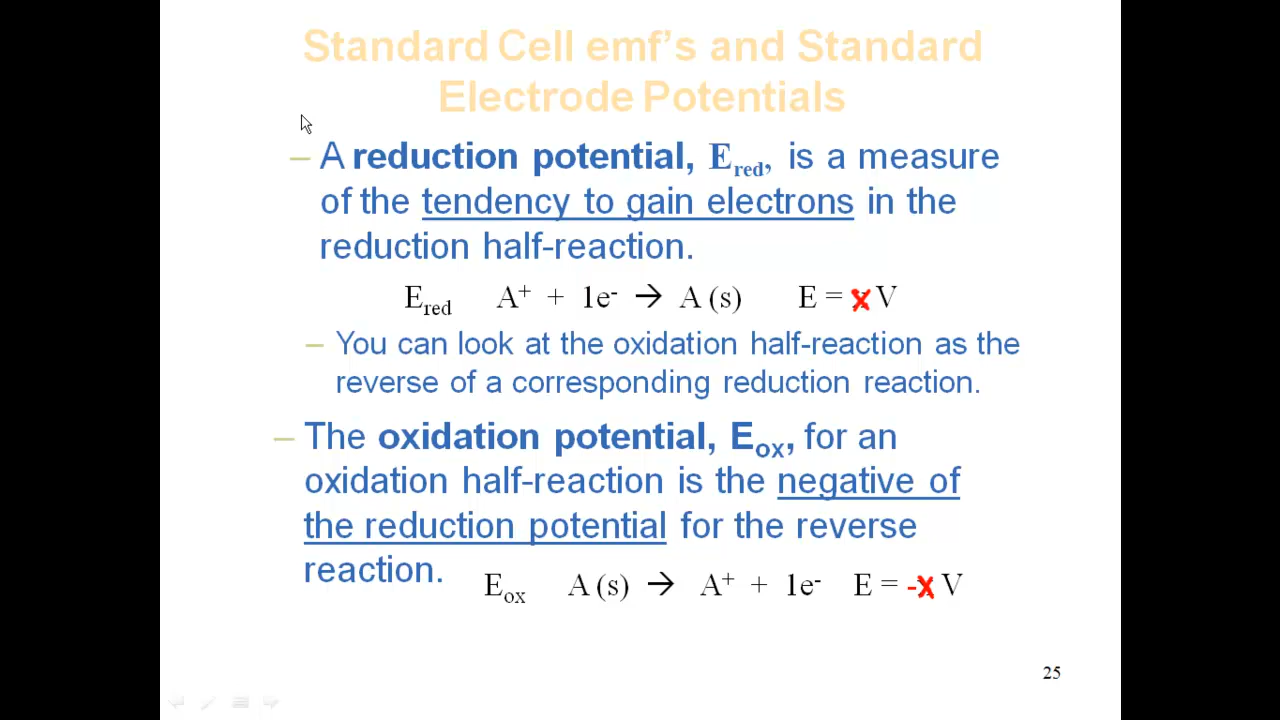 Standard Cell emf’s and Standard
Electrode Potentials
– A reduction potential, Ered, is a measure
of the tendency to gain electrons in the
reduction half-reaction.
Ered A⁺ + 1e⁻ → A (s) E = x V
– You can look at the oxidation half-reaction as the
reverse of a corresponding reduction reaction.
– The oxidation potential, Eox, for an
oxidation half-reaction is the negative of
the reduction potential for the reverse
reaction.
Eox A (s) → A⁺ + 1e⁻ E = -x V
25